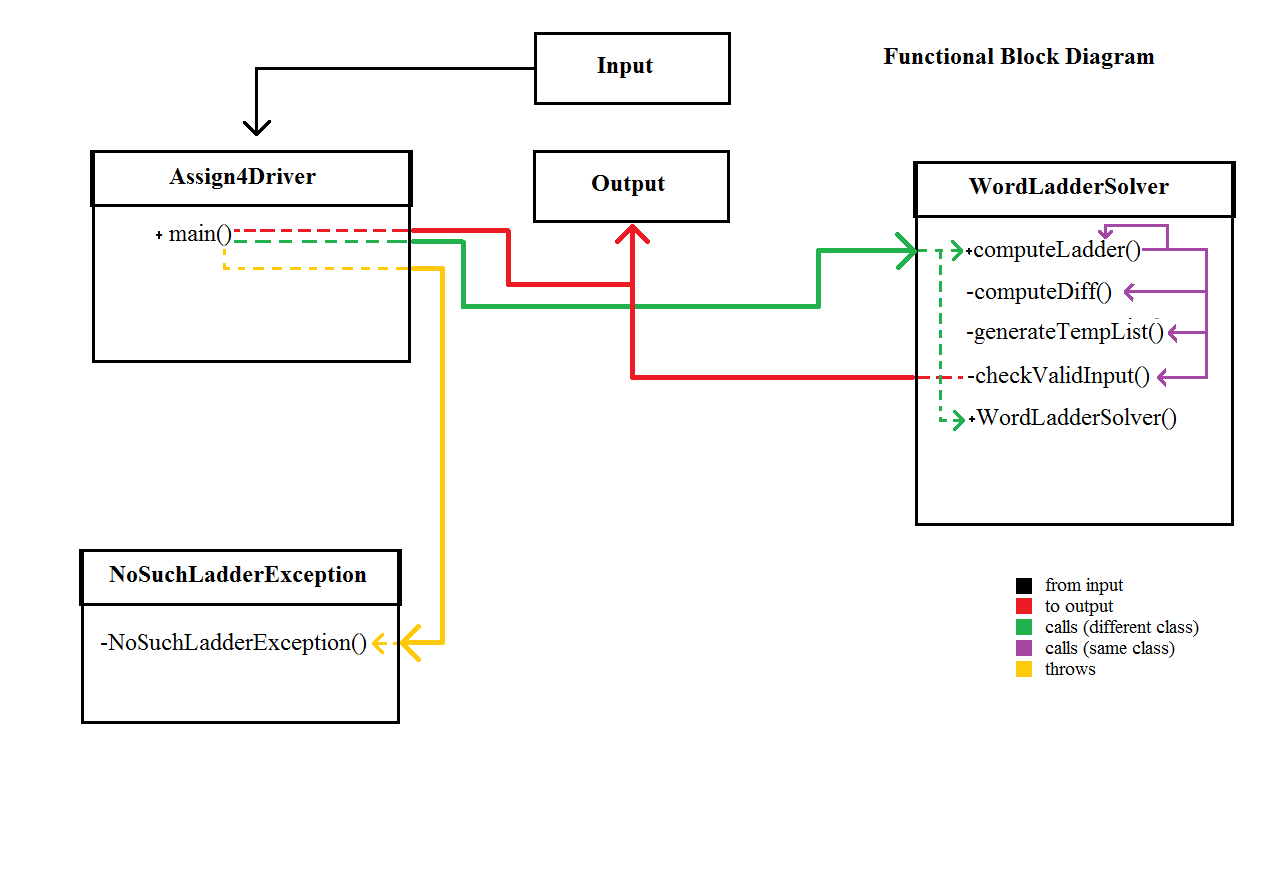 Functional Block Diagram
Input
Output
Assign4Driver
+ main()
WordLadderSolver
+computeLadder()
-computeDiff()
-generateTempList()
-checkValidInput()
+WordLadderSolver()
NoSuchLadderException
-NoSuchLadderException()
from input
to output
calls (different class)
calls (same class)
throws